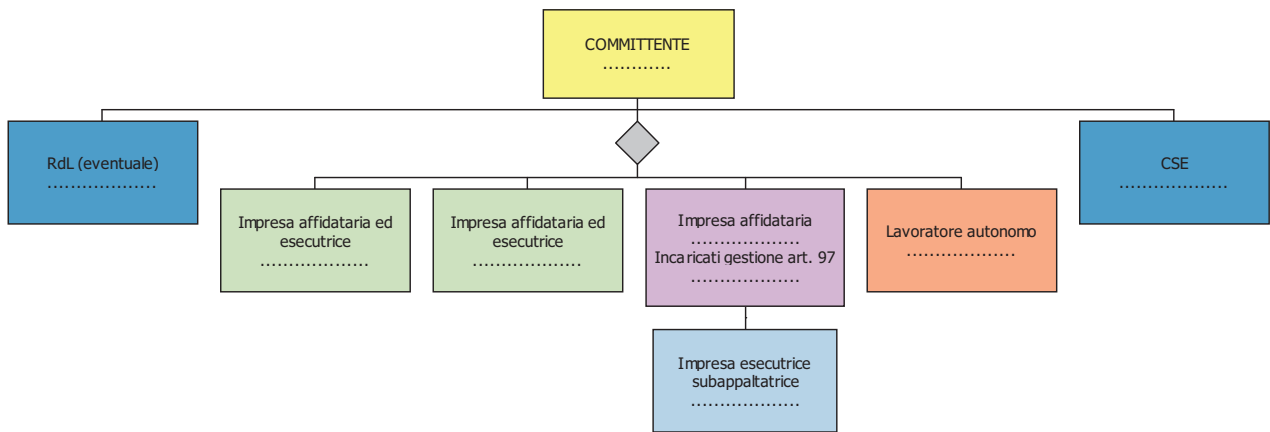 COMMITTENTE
............
RdL (eventuale)
...................
CSE
...................
Impresa affidataria ed
esecutrice
...................
Impresa affidataria ed
esecutrice
...................
Impresa affidataria
...................
Incaricati gestione art. 97
...................
Lavoratore autonomo
...................
Impresa esecutrice
subappaltatrice
...................